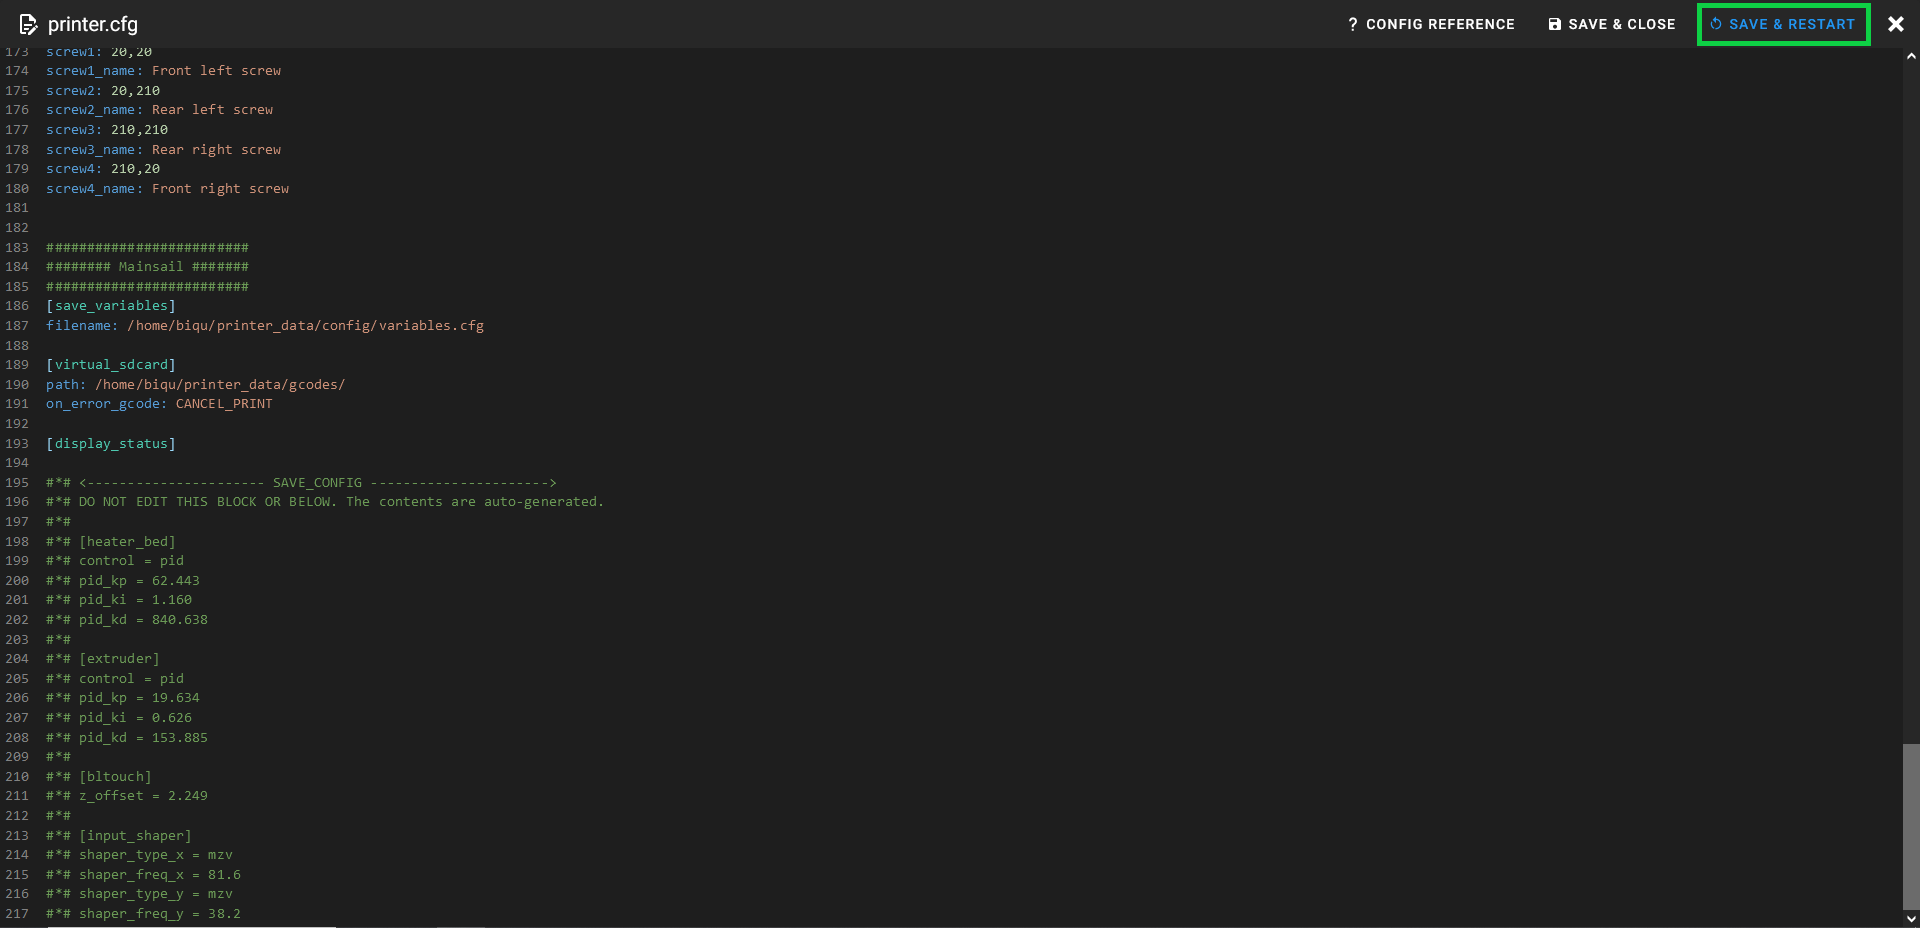 printer.cfg
? CONFIG REFERENCE SAVE & CLOSE SAVE & RESTART
173 screw1: 20,20
174 screw1_name: Front left screw
175 screw2: 20,210
176 screw2_name: Rear left screw
177 screw3: 210,210
178 screw3_name: Rear right screw
179 screw4: 210,20
180 screw4_name: Front right screw
181
182
183 #########################
184 ######## Mainsail #######
185 #########################
186 [save_variables]
187 filename: /home/biqu/printer_data/config/variables.cfg
188
189 [virtual_sdcard]
190 path: /home/biqu/printer_data/gcodes/
191 on_error_gcode: CANCEL_PRINT
192
193 [display_status]
194
195 #*# <---------------------- SAVE_CONFIG ---------------------->
196 #*# DO NOT EDIT THIS BLOCK OR BELOW. The contents are auto-generated.
197 #*#
198 #*# [heater_bed]
199 #*# control = pid
200 #*# pid_kp = 62.443
201 #*# pid_ki = 1.160
202 #*# pid_kd = 840.638
203 #*#
204 #*# [extruder]
205 #*# control = pid
206 #*# pid_kp = 19.634
207 #*# pid_ki = 0.626
208 #*# pid_kd = 153.885
209 #*#
210 #*# [bltouch]
211 #*# z_offset = 2.249
212 #*#
213 #*# [input_shaper]
214 #*# shaper_type_x = mzv
215 #*# shaper_freq_x = 81.6
216 #*# shaper_type_y = mzv
217 #*# shaper_freq_y = 38.2